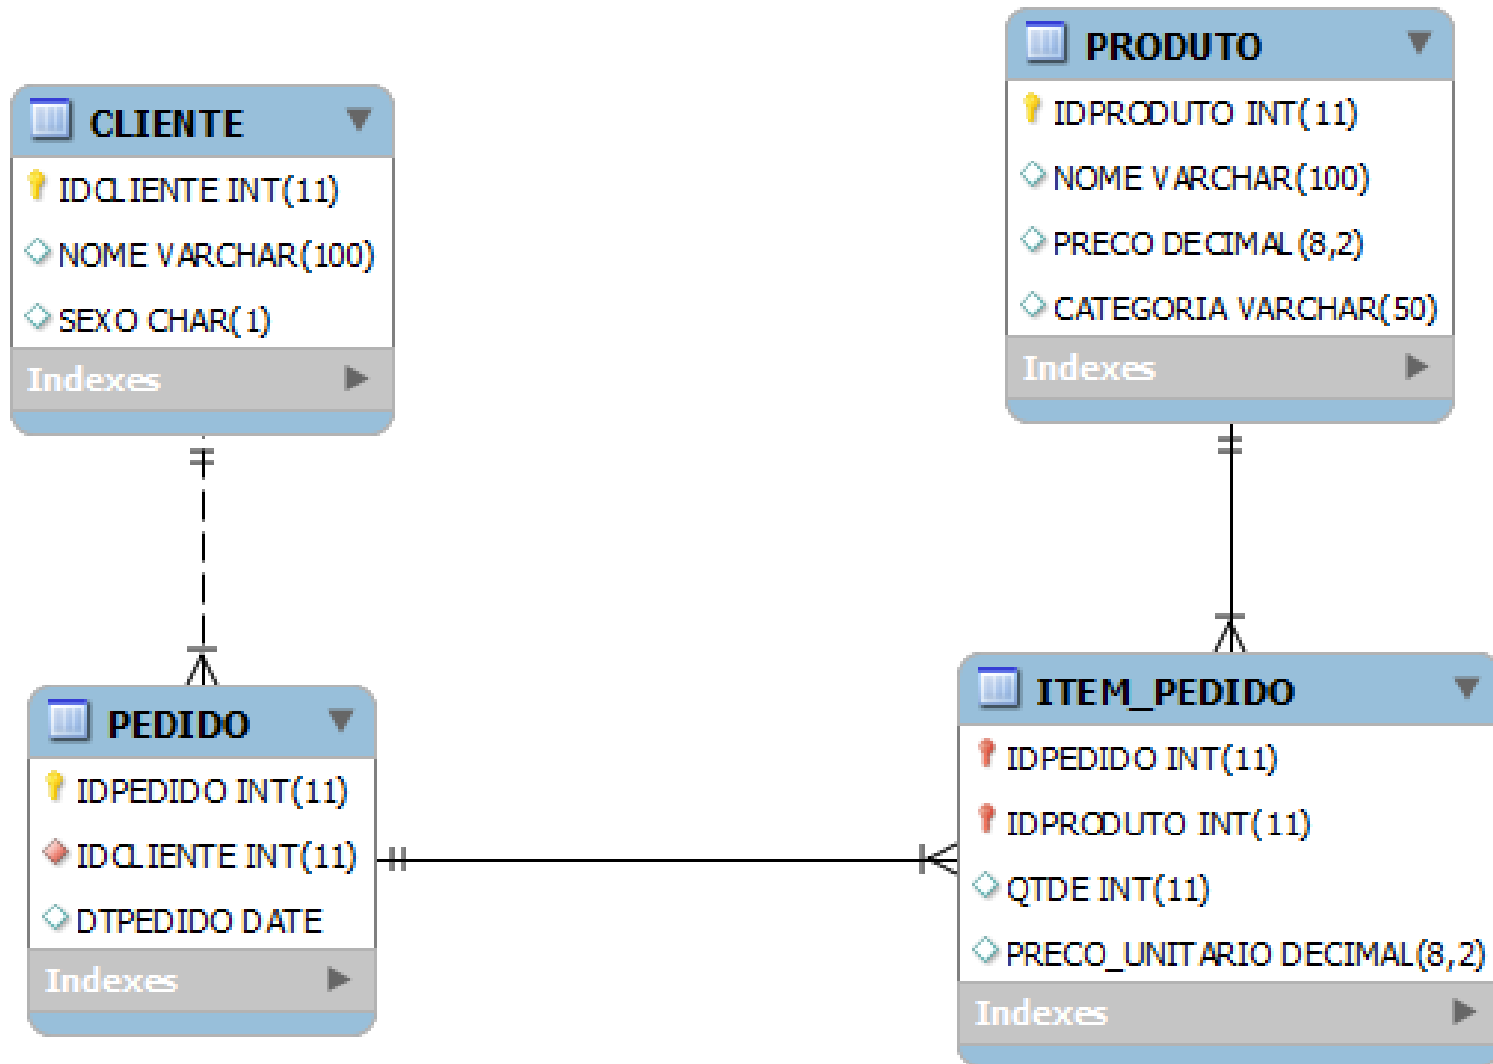 CLIENTE
IDCLIENTE INT(11)
NOME VARCHAR(100)
SEXO CHAR(1)
Indexes
PRODUTO
IDPRODUTO INT(11)
NOME VARCHAR(100)
PRECO DECIMAL(8,2)
CATEGORIA VARCHAR(50)
Indexes
PEDIDO
IDPEDIDO INT(11)
IDCLIENTE INT(11)
DTPEDIDO DATE
Indexes
ITEM_PEDIDO
IDPEDIDO INT(11)
IDPRODUTO INT(11)
QTDE INT(11)
PRECO_UNITARIO DECIMAL(8,2)
Indexes